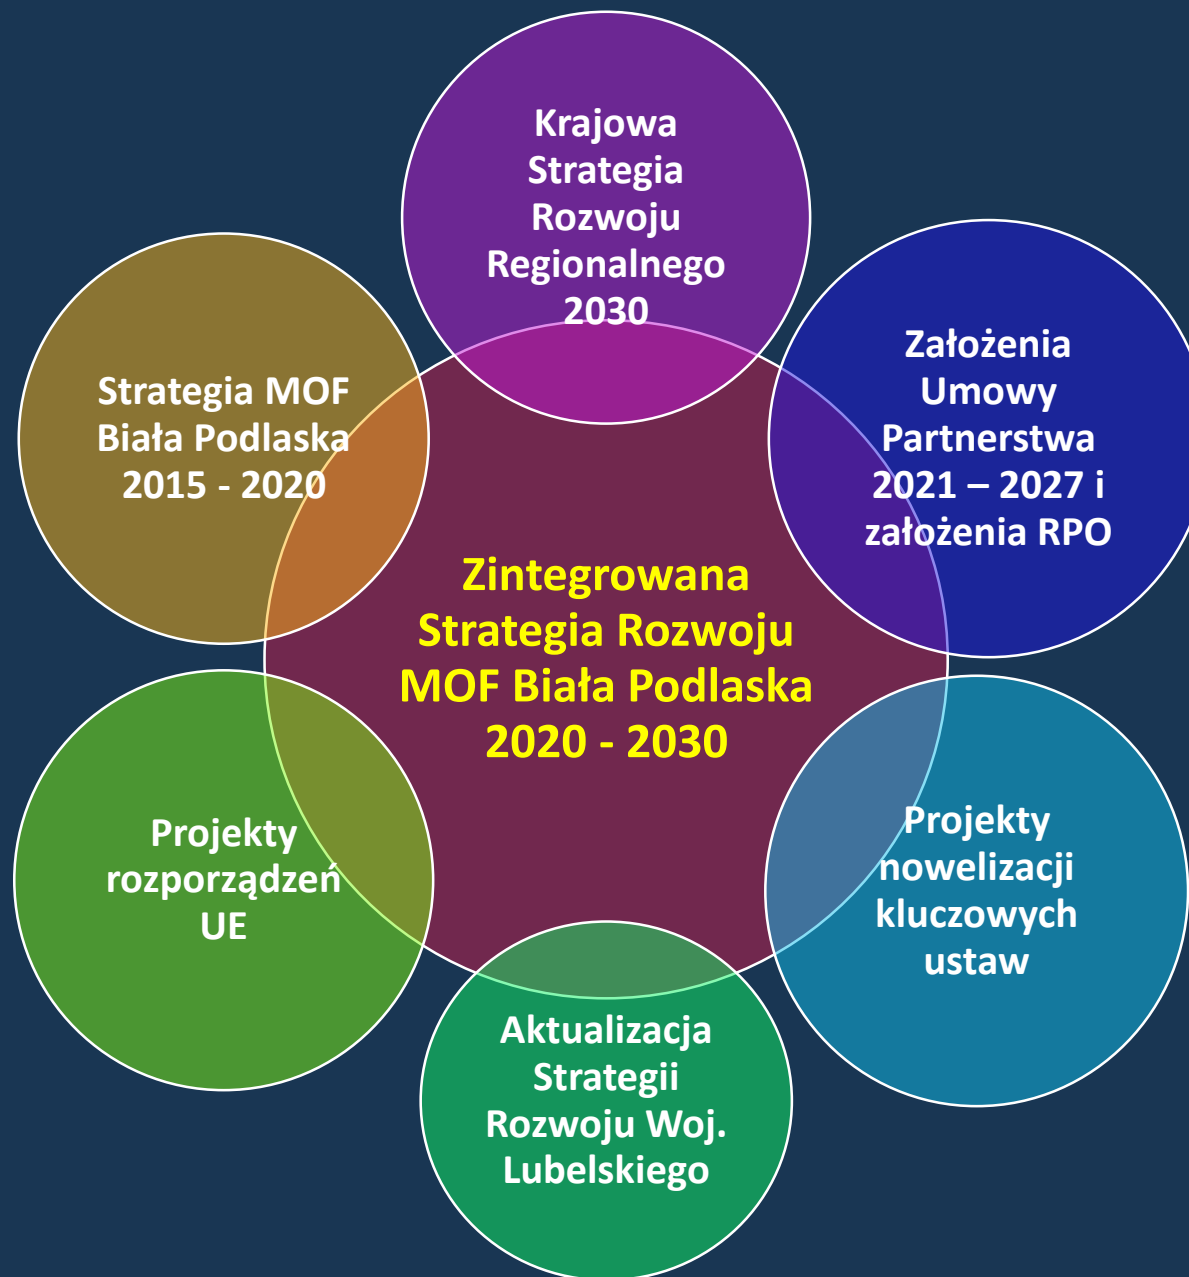 Krajowa
Strategia
Rozwoju
Regionalnego
2030
Założenia
Umowy
Partnerstwa
2021 – 2027 i
założenia RPO
Strategia MOF
Biała Podlaska
2015 - 2020
Zintegrowana
Strategia Rozwoju
MOF Biała Podlaska
2020 - 2030
Projekty
rozporządzeń
UE
Projekty
nowelizacji
kluczowych
ustaw
Aktualizacja
Strategii
Rozwoju Woj.
Lubelskiego